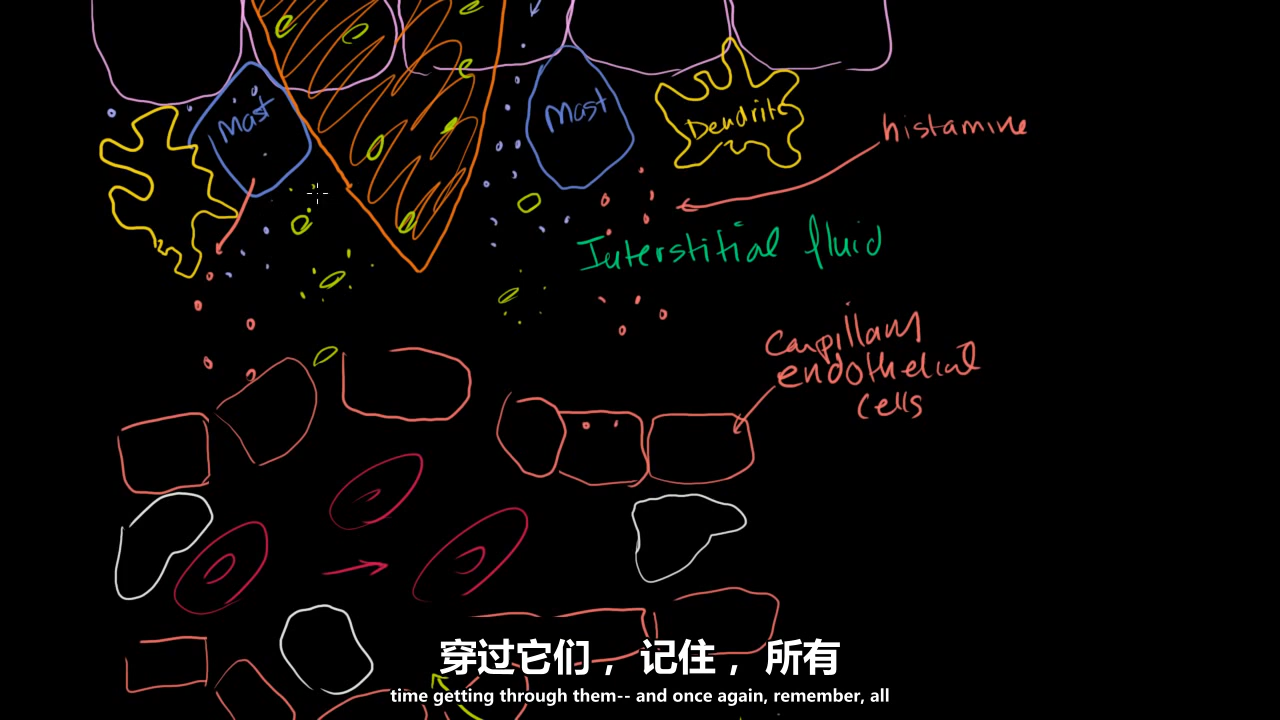 Mast
Mast
Dendrite
histamine
Interstitial fluid
Capillary
endothelial
cells
穿过它们， 记住， 所有
time getting through them-- and once again, remember, all